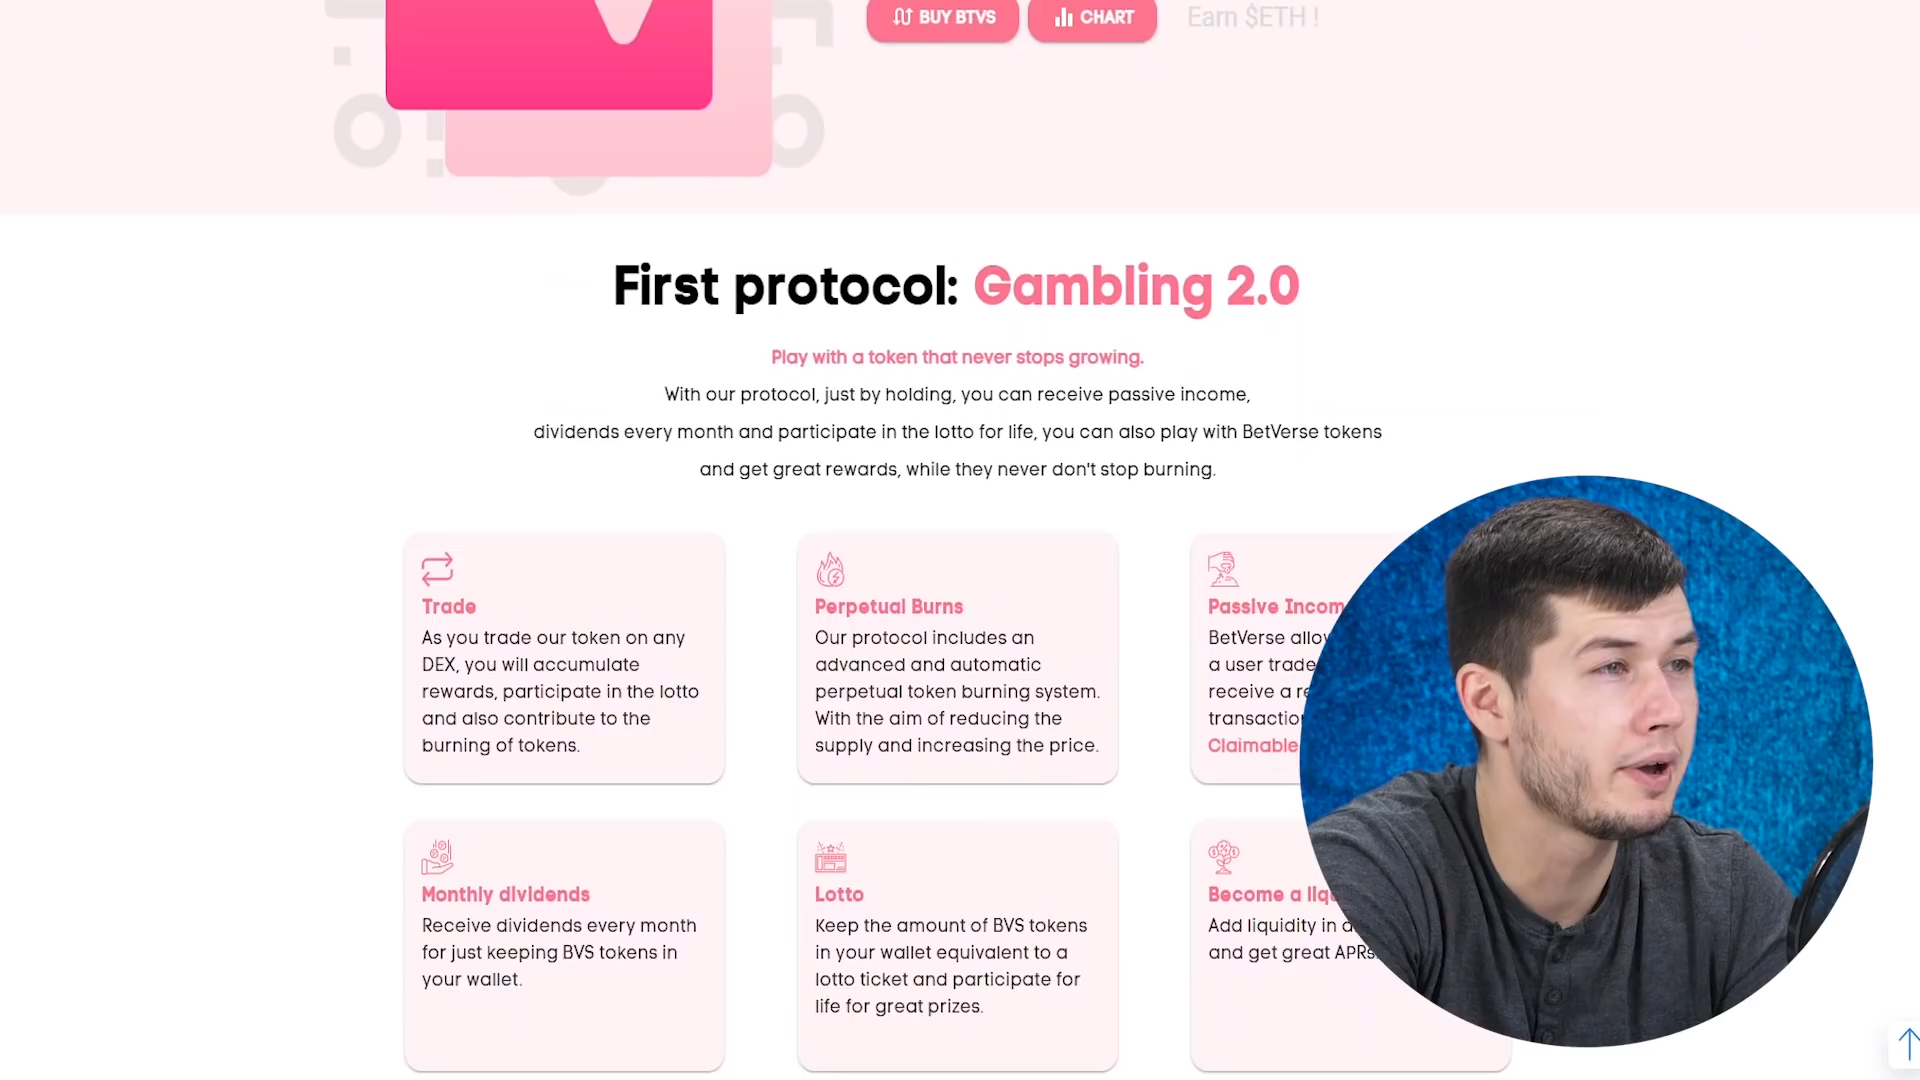 BUY BTVS
CHART
Earn $ETH !
First protocol: Gambling 2.0
Play with a token that never stops growing.
With our protocol, just by holding, you can receive passive income,
dividends every month and participate in the lotto for life, you can also play with BetVerse tokens
and get great rewards, while they never don't stop burning.
Trade
As you trade our token on any
DEX, you will accumulate
rewards, participate in the lotto
and also contribute to the
burning of tokens.
Perpetual Burns
Our protocol includes an
advanced and automatic
perpetual token burning system.
With the aim of reducing the
supply and increasing the price.
Passive
BetVerse
a user
receive a
Claimable
Monthly dividends
Receive dividends every month
for just keeping BVS tokens in
your wallet.
Lotto
Keep the amount of BVS tokens
in your wallet equivalent to a
lotto ticket and participate for
life for great prizes.
Become a
Add liquidity in
and get great APRs